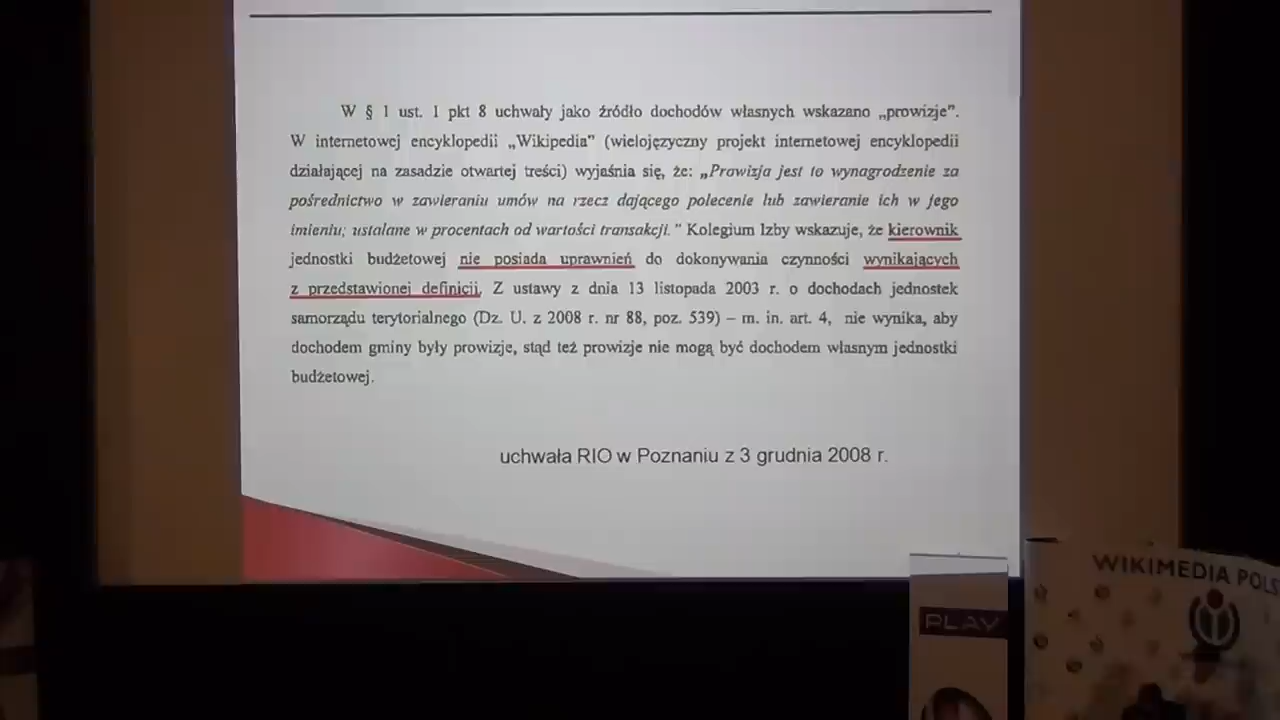 W § 1 ust. 1 pkt 8 uchwały jako źródło dochodów własnych wskazano „prowizje".
W internetowej encyklopedii „Wikipedia" (wielojęzyczny projekt internetowej encyklopedii
działającej na zasadzie otwartej treści) wyjaśnia się, że: „Prowizja jest to wynagrodzenie za
pośrednictwo w zawieraniu umów na rzecz dającego polecenie lub zawieranie ich w jego
imieniu; ustalane w procentach od wartości transakcji." Kolegium Izby wskazuje, że kierownik
jednostki budżetowej nie posiada uprawnień do dokonywania czynności wynikających
z przedstawionej definicji. Z ustawy z dnia 13 listopada 2003 r. o dochodach jednostek
samorządu terytorialnego (Dz. U. z 2008 r. nr 88, poz. 539) – m. in. art. 4, nie wynika, aby
dochodem gminy były prowizje, stąd też prowizje nie mogą być dochodem własnym jednostki
budżetowej.
uchwała RIO w Poznaniu z 3 grudnia 2008 r.
PLAY
WIKIMEDIA POLS